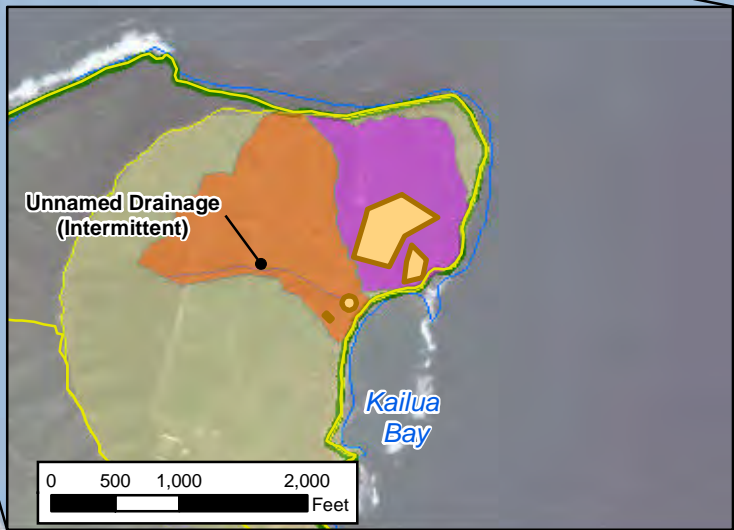 Unnamed Drainage
(Intermittent)
Kailua
Bay
0 500 1,000 2,000
Feet